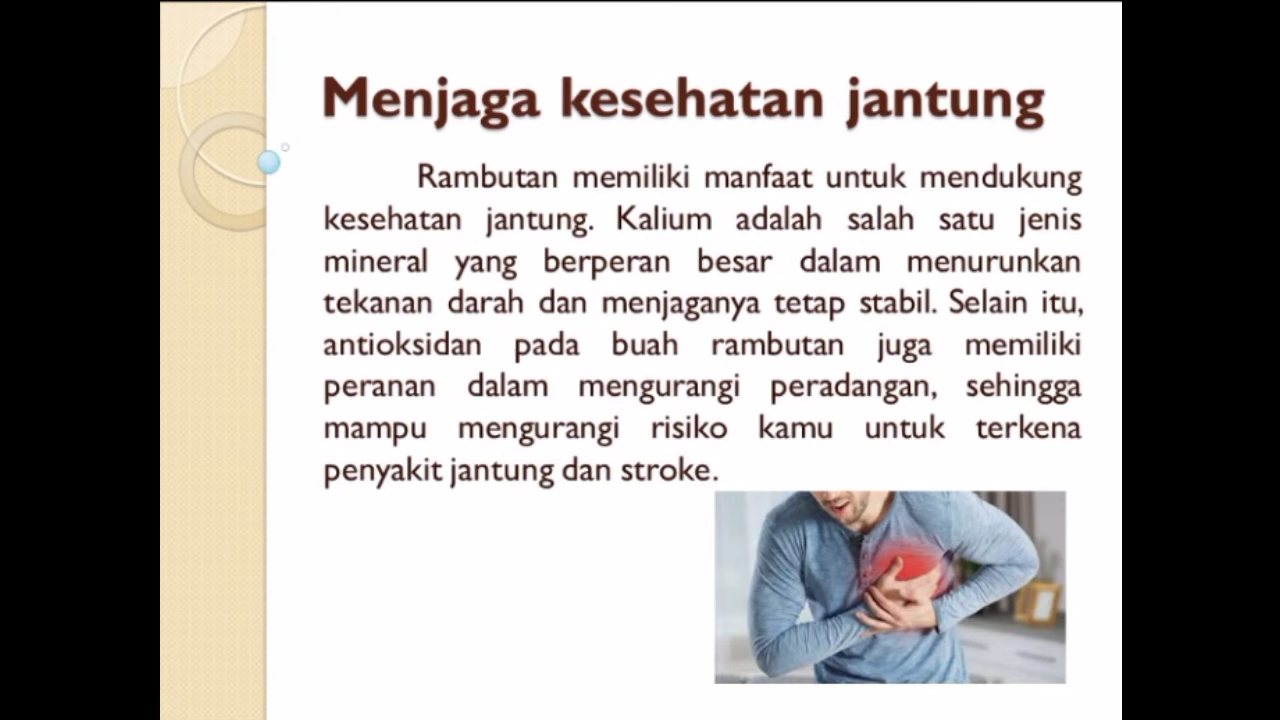 Menjaga kesehatan jantung
Rambutan memiliki manfaat untuk mendukung
kesehatan jantung. Kalium adalah salah satu jenis
mineral yang berperan besar dalam menurunkan
tekanan darah dan menjaganya tetap stabil. Selain itu,
antioksidan pada buah rambutan juga memiliki
peranan dalam mengurangi peradangan, sehingga
mampu mengurangi risiko kamu untuk terkena
penyakit jantung dan stroke.